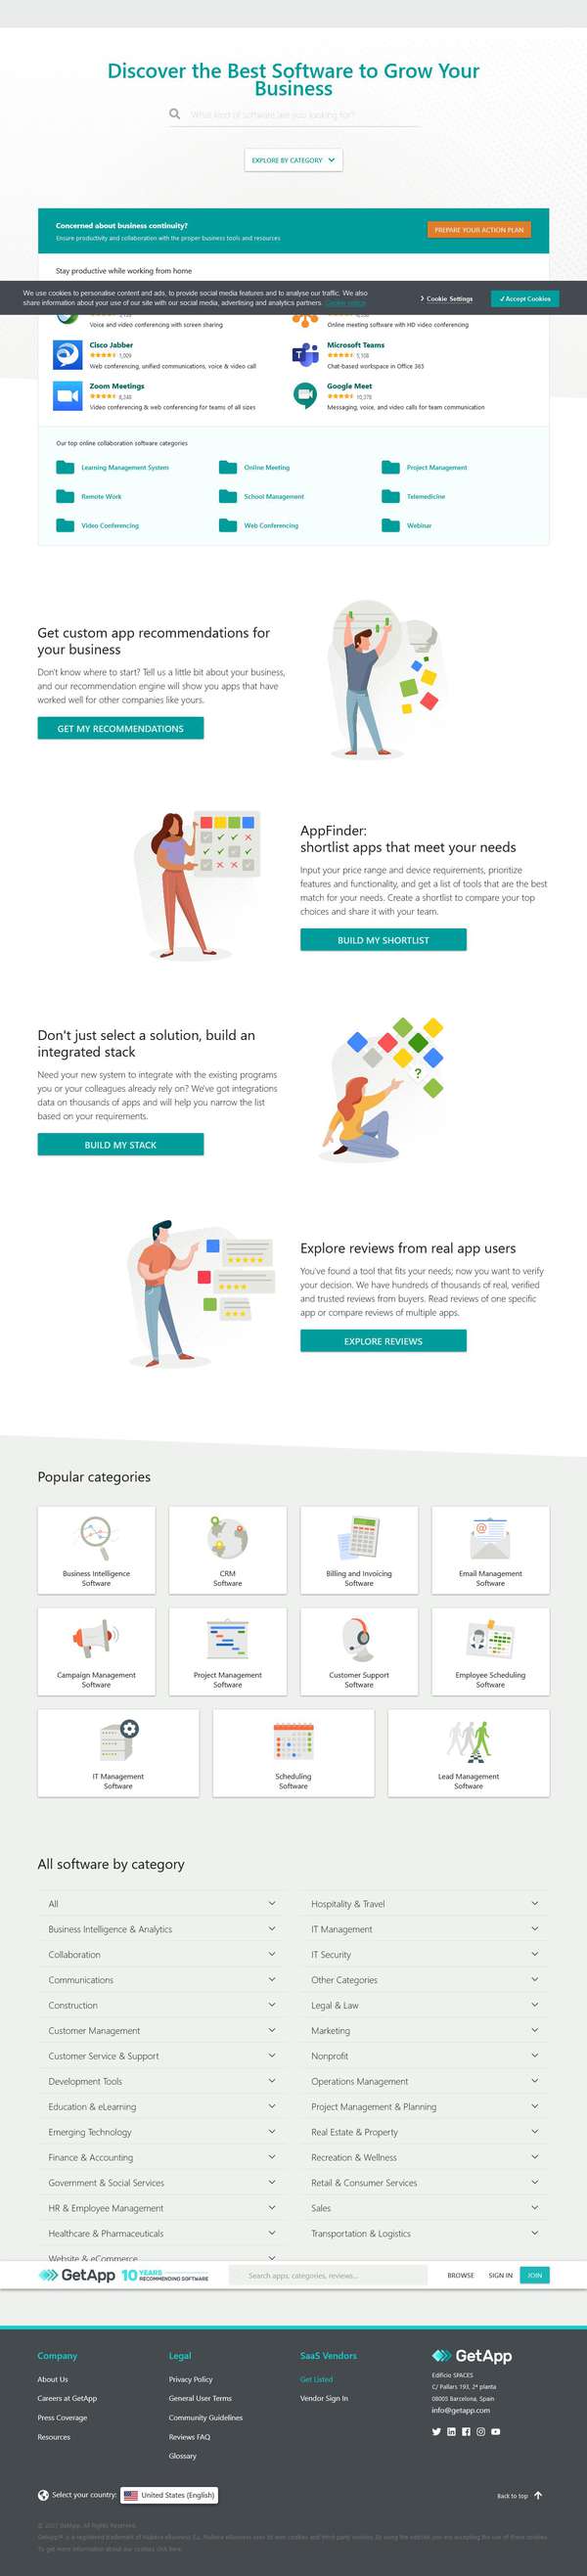 Discover the Best Software to Grow Your
Business
What kind of software are you looking for?
EXPLORE BY CATEGORY
Concerned about business continuity?
Ensure productivity and collaboration with the proper business tools and resources
PREPARE YOUR ACTION PLAN
Stay productive while working from home
We use cookies to personalise content and ads, to provide social media features and to analyse our traffic. We also
share information about your use of our site with our social media, advertising and analytics partners. Cookie policy
Cookie Settings
✓ Accept Cookies
Voice and video conferencing with screen sharing
Online meeting software with HD video conferencing
Cisco Jabber
1,009
Web conferencing, unified communications, voice & video call
Microsoft Teams
5,108
Chat-based workspace in Office 365
Zoom Meetings
8,348
Video conferencing & web conferencing for teams of all sizes
Google Meet
10,378
Messaging, voice, and video calls for team communication
Our top online collaboration software categories
Learning Management System
Online Meeting
Project Management
Remote Work
School Management
Telemedicine
Video Conferencing
Web Conferencing
Webinar
Get custom app recommendations for
your business
Don't know where to start? Tell us a little bit about your business,
and our recommendation engine will show you apps that have
worked well for other companies like yours.
GET MY RECOMMENDATIONS
AppFinder:
shortlist apps that meet your needs
Input your price range and device requirements, prioritize
features and functionality, and get a list of tools that are the best
match for your needs. Create a shortlist to compare your top
choices and share it with your team.
BUILD MY SHORTLIST
Don't just select a solution, build an
integrated stack
Need your new system to integrate with the existing programs
you or your colleagues already rely on? We've got integrations
data on thousands of apps and will help you narrow the list
based on your requirements.
BUILD MY STACK
?
Explore reviews from real app users
You've found a tool that fits your needs; now you want to verify
your decision. We have hundreds of thousands of real, verified
and trusted reviews from buyers. Read reviews of one specific
app or compare reviews of multiple apps.
EXPLORE REVIEWS
Popular categories
Business Intelligence
Software
CRM
Software
Billing and Invoicing
Software
@
Email Management
Software
Campaign Management
Software
Project Management
Software
Customer Support
Software
Employee Scheduling
Software
IT Management
Software
Scheduling
Software
Lead Management
Software
All software by category
All
Hospitality & Travel
Business Intelligence & Analytics
IT Management
Collaboration
IT Security
Communications
Other Categories
Construction
Legal & Law
Customer Management
Marketing
Customer Service & Support
Nonprofit
Development Tools
Operations Management
Education & eLearning
Project Management & Planning
Emerging Technology
Real Estate & Property
Finance & Accounting
Recreation & Wellness
Government & Social Services
Retail & Consumer Services
HR & Employee Management
Sales
Healthcare & Pharmaceuticals
Transportation & Logistics
Website & eCommerce
GetApp 10 YEARS RECOMMENDING SOFTWARE
Search apps, categories, reviews...
BROWSE
SIGN IN
JOIN
Company
Legal
SaaS Vendors
GetApp
About Us
Privacy Policy
Get Listed
Edificio SPACES
C/ Pallars 193, 2ª planta
Careers at GetApp
General User Terms
Vendor Sign In
08005 Barcelona, Spain
info@getapp.com
Press Coverage
Community Guidelines
Resources
Reviews FAQ
Glossary
Select your country:
United States (English)
Back to top